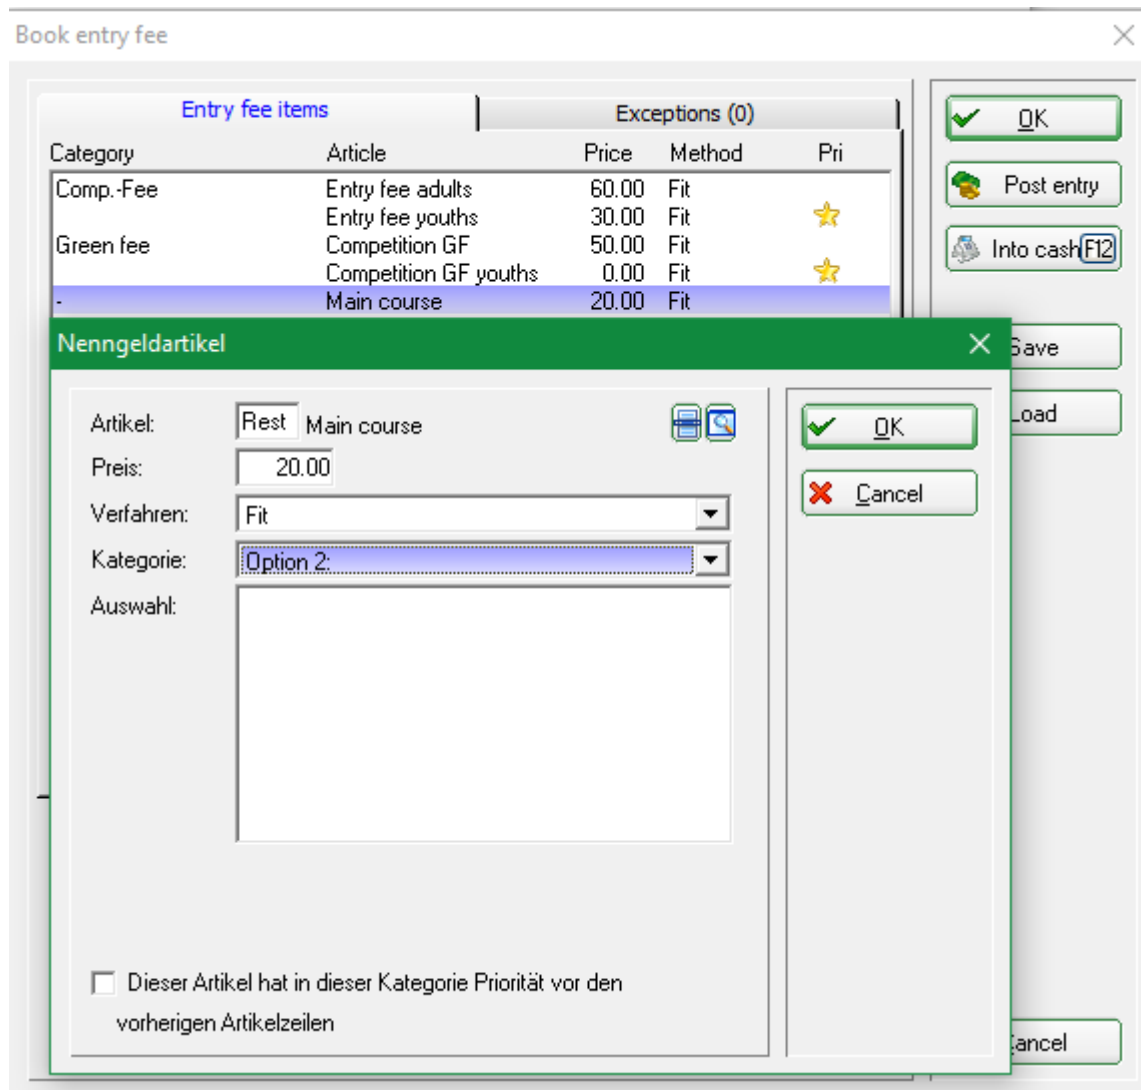 Book entry fee
Entry fee items Exceptions (0)
Category Article Price Method Pri
Comp.-Fee Entry fee adults 60.00 Fit
Entry fee youths 30.00 Fit
Green fee Competition GF 50.00 Fit
Competition GF youths 0.00 Fit
- Main course 20.00 Fit
OK
Post entry
Into cash F12
Save
Load
Nenngeldartikel
Artikel: Rest Main course
Preis: 20.00
Verfahren: Fit
Kategorie: Option 2:
Auswahl:
Dieser Artikel hat in dieser Kategorie Priorität vor den
vorherigen Artikelzeilen
OK
Cancel
Cancel